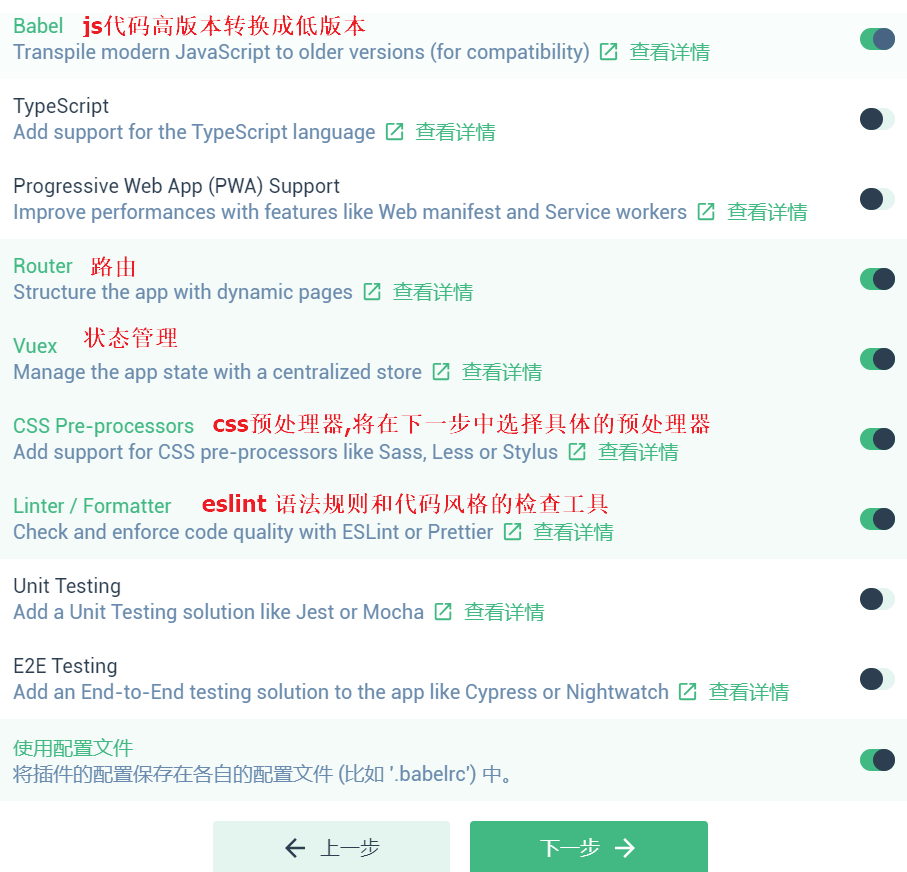 Babel js代码高版本转换成低版本
Transpile modern JavaScript to older versions (for compatibility) 查看详情
TypeScript
Add support for the TypeScript language 查看详情
Progressive Web App (PWA) Support
Improve performances with features like Web manifest and Service workers 查看详情
Router 路由
Structure the app with dynamic pages 查看详情
Vuex 状态管理
Manage the app state with a centralized store 查看详情
CSS Pre-processors css预处理器,将在下一步中选择具体的预处理器
Add support for CSS pre-processors like Sass, Less or Stylus 查看详情
Linter / Formatter eslint 语法规则和代码风格的检查工具
Check and enforce code quality with ESLint or Prettier 查看详情
Unit Testing
Add a Unit Testing solution like Jest or Mocha 查看详情
E2E Testing
Add an End-to-End testing solution to the app like Cypress or Nightwatch 查看详情
使用配置文件
将插件的配置保存在各自的配置文件 (比如 '.babelrc') 中。
上一步 下一步